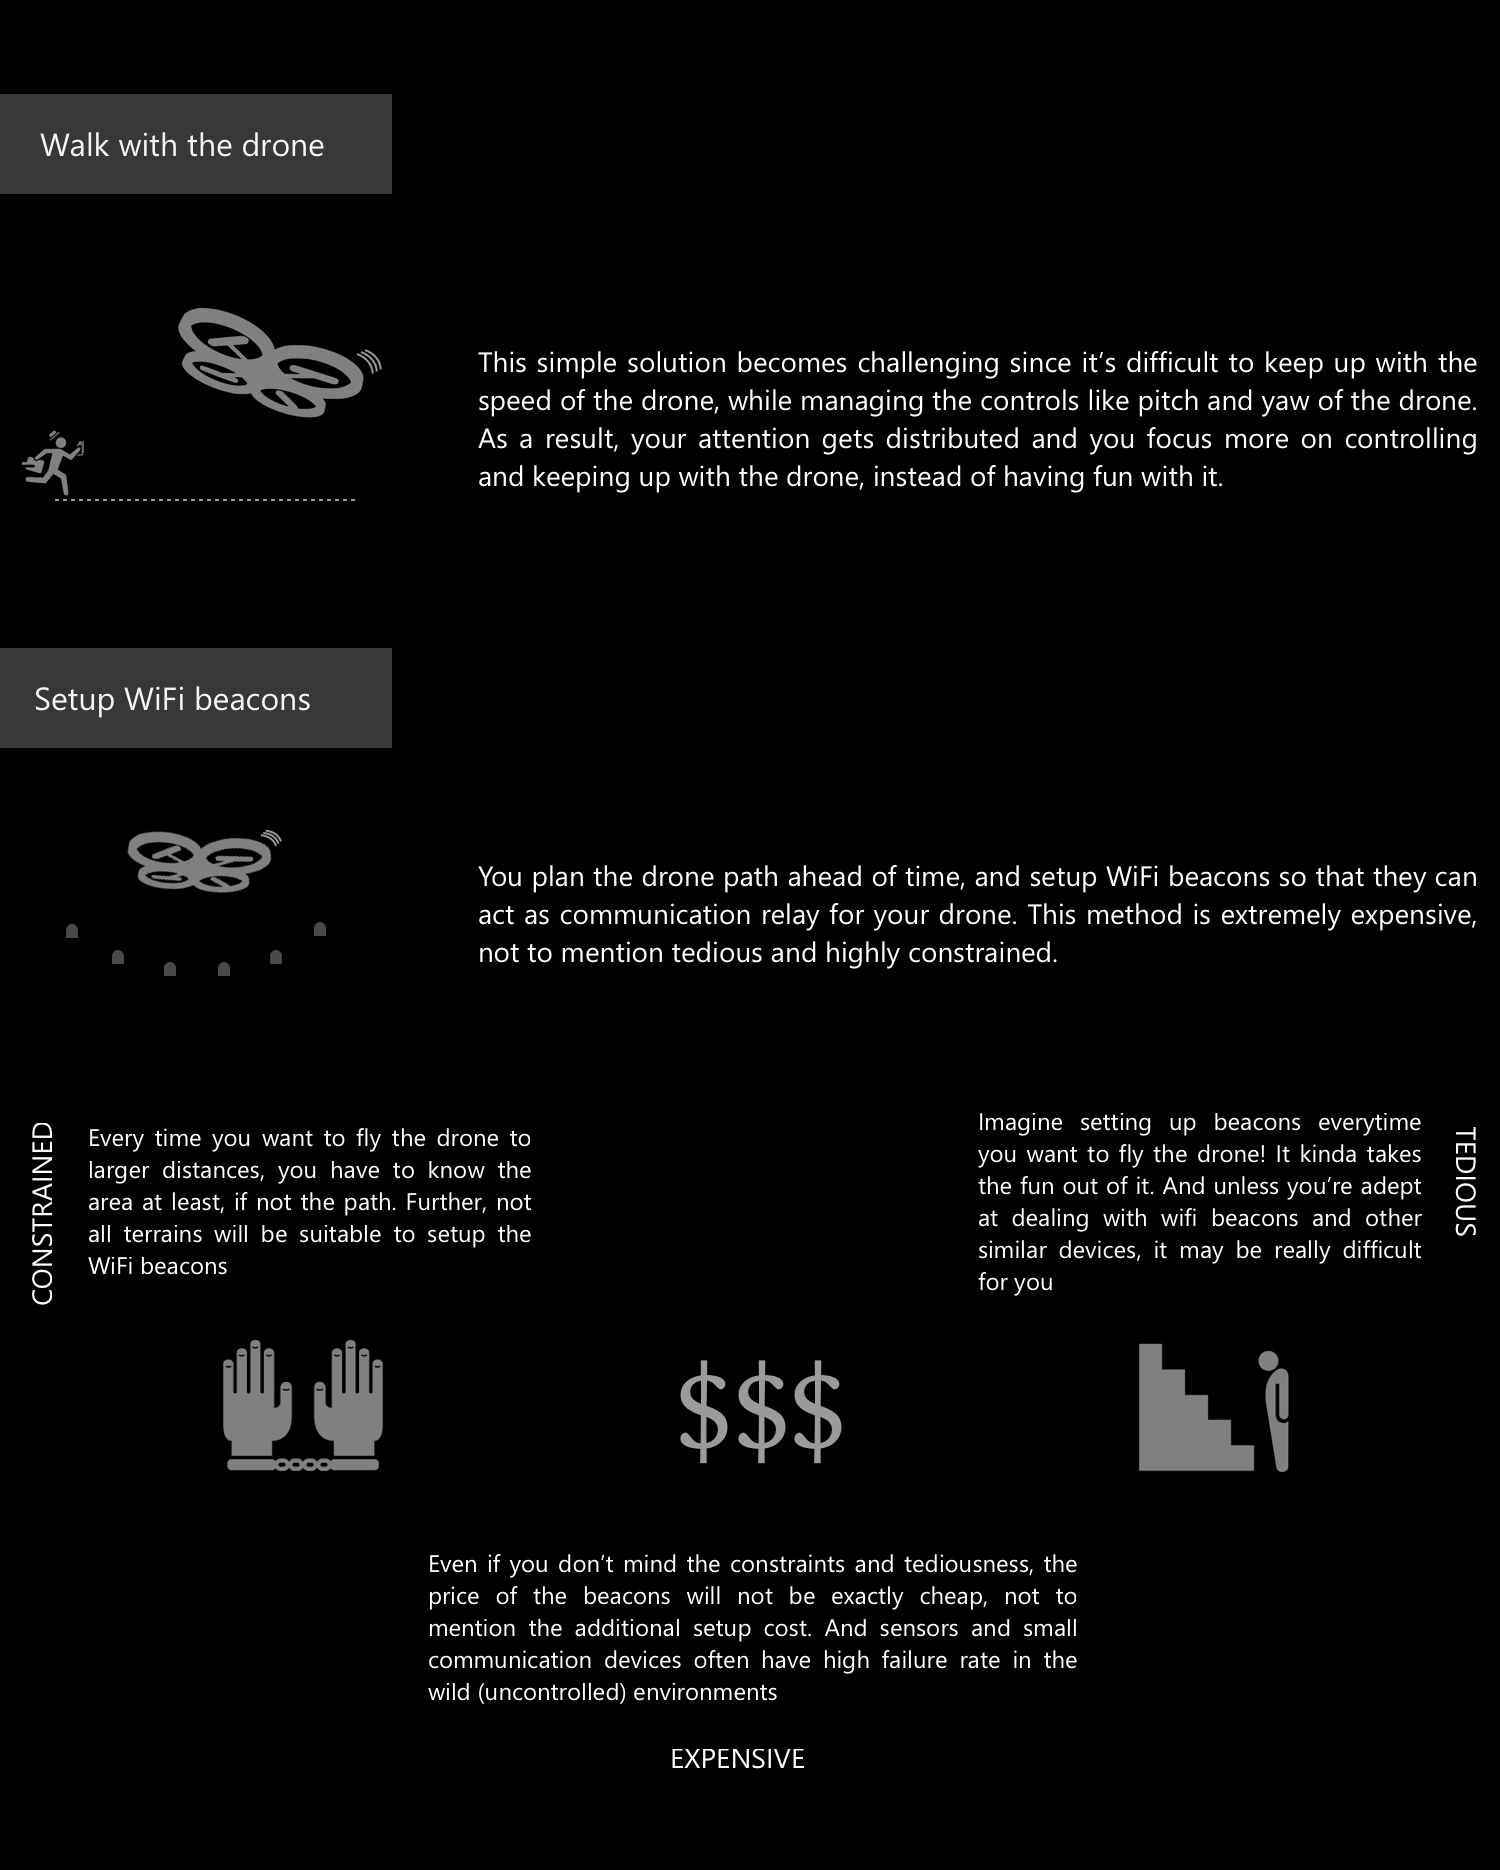 Walk with the drone
This simple solution becomes challenging since it’s difficult to keep up with the
speed of the drone, while managing the controls like pitch and yaw of the drone.
As a result, your attention gets distributed and you focus more on controlling
and keeping up with the drone, instead of having fun with it.
Setup WiFi beacons
You plan the drone path ahead of time, and setup WiFi beacons so that they can
act as communication relay for your drone. This method is extremely expensive,
not to mention tedious and highly constrained.
CONSTRAINED
Every time you want to fly the drone to
larger distances, you have to know the
area at least, if not the path. Further, not
all terrains will be suitable to setup the
WiFi beacons
Imagine setting up beacons everytime
you want to fly the drone! It kinda takes
the fun out of it. And unless you’re adept
at dealing with wifi beacons and other
similar devices, it may be really difficult
for you
TEDIOUS
$$$
Even if you don’t mind the constraints and tediousness, the
price of the beacons will not be exactly cheap, not to
mention the additional setup cost. And sensors and small
communication devices often have high failure rate in the
wild (uncontrolled) environments
EXPENSIVE